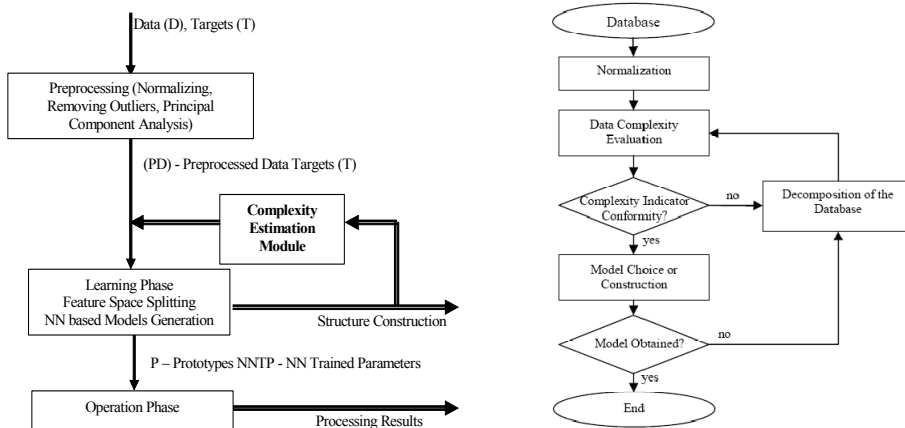 Data (D), Targets (T)
Preprocessing (Normalizing,
Removing Outliers, Principal
Component Analysis)
(PD) - Preprocessed Data Targets (T)
Complexity
Estimation
Module
Learning Phase
Feature Space Splitting
NN based Models Generation
Structure Construction
P – Prototypes NNTP - NN Trained Parameters
Operation Phase
Processing Results
Database
Normalization
Data Complexity
Evaluation
Complexity Indicator
Conformity?
no
Decomposition of the
Database
yes
Model Choice or
Construction
Model Obtained?
no
yes
End